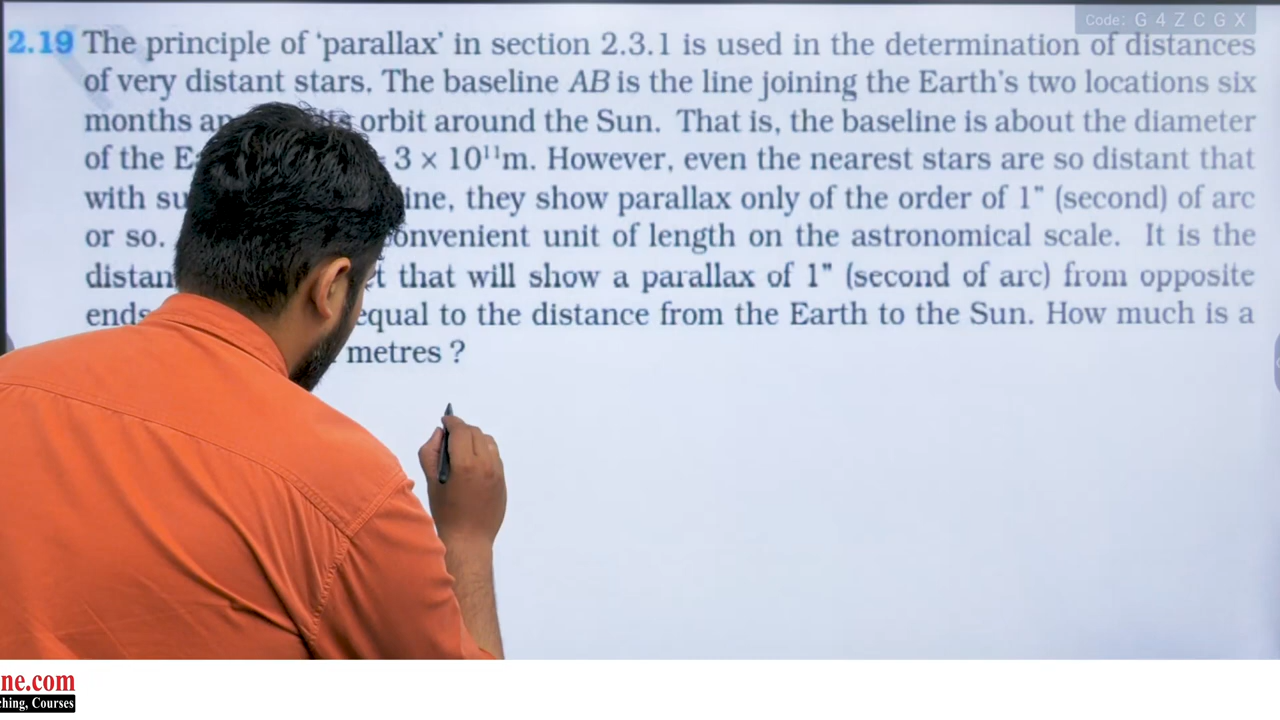 Code: G 4 Z C G X
2.19 The principle of ‘parallax’ in section 2.3.1 is used in the determination of distances
of very distant stars. The baseline AB is the line joining the Earth’s two locations six
months orbit around the Sun. That is, the baseline is about the diameter
of the 3 × 10¹¹m. However, even the nearest stars are so distant that
with they show parallax only of the order of 1" (second) of arc
or so. convenient unit of length on the astronomical scale. It is the
that will show a parallax of 1" (second of arc) from opposite
equal to the distance from the Earth to the Sun. How much is a
metres ?
ne.com
hing, Courses